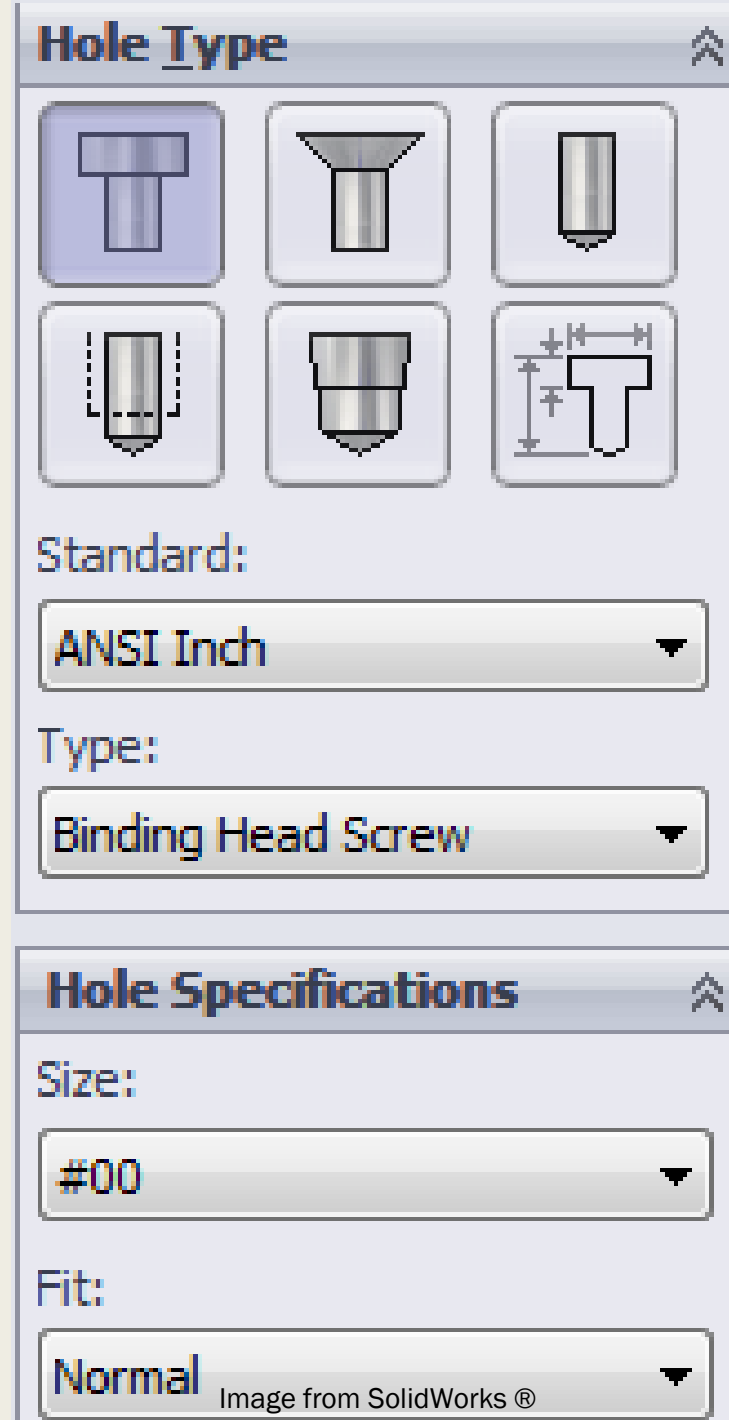 Hole Type
Standard:
ANSI Inch
Type:
Binding Head Screw
Hole Specifications
Size:
#00
Fit:
Normal
Image from SolidWorks ®